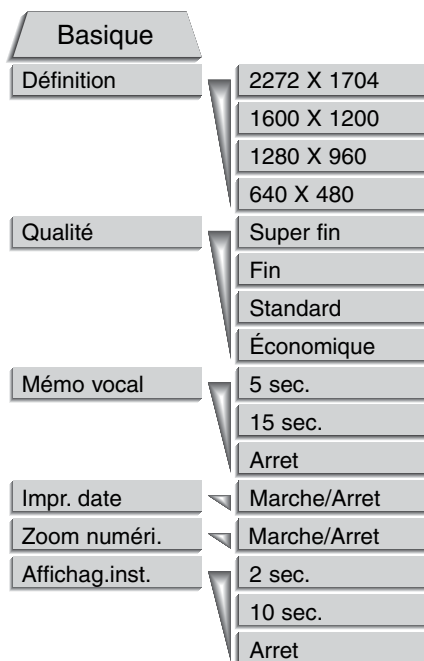 Basique
Définition
2272 X 1704
1600 X 1200
1280 X 960
640 X 480
Qualité
Super fin
Fin
Standard
Économique
Mémo vocal
5 sec.
15 sec.
Arret
Impr. date
Marche/Arret
Zoom numéri.
Marche/Arret
Affichag.inst.
2 sec.
10 sec.
Arret